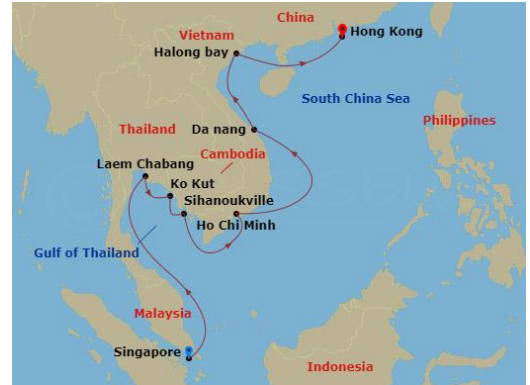 China
Hong Kong
Vietnam
Halong bay
South China Sea
Philippines
Thailand
Da nang
Laem Chabang
Cambodia
Ko Kut
Sihanoukville
Ho Chi Minh
Gulf of Thailand
Malaysia
Singapore
Indonesia